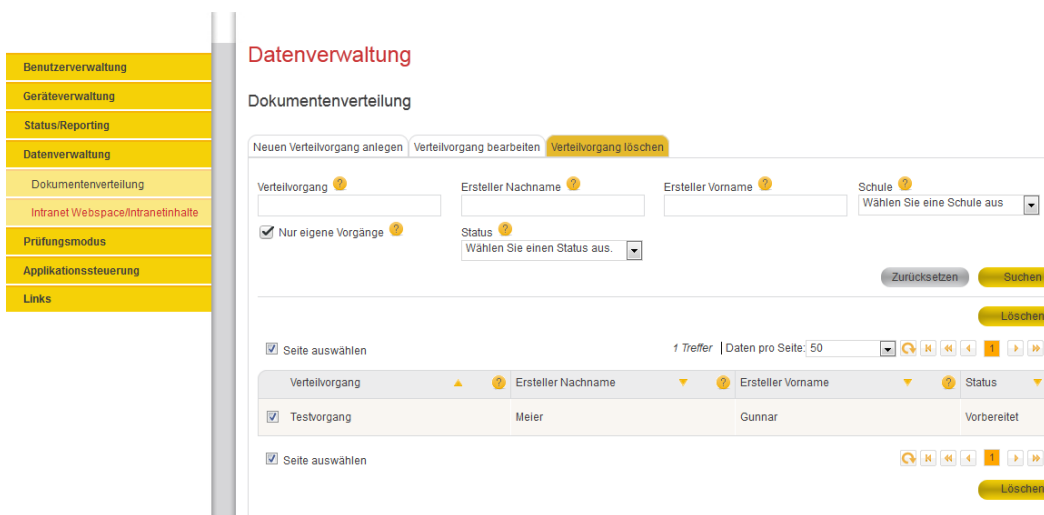 Benutzerverwaltung
Geräteverwaltung
Status/Reporting
Datenverwaltung
Dokumentenverteilung
Intranet Webspace/Intranetinhalte
Prüfungsmodus
Applikationssteuerung
Links
Datenverwaltung
Dokumentenverteilung
Neuen Verteilvorgang anlegen Verteilvorgang bearbeiten Verteilvorgang löschen
Verteilvorgang ? Ersteller Nachname ? Ersteller Vorname ? Schule ?
Wählen Sie eine Schule aus
Nur eigene Vorgänge ? Status ?
Wählen Sie einen Status aus.
Zurücksetzen Suchen
Löschen
Seite auswählen 1 Treffer | Daten pro Seite: 50 1
Verteilvorgang ? Ersteller Nachname ? Ersteller Vorname ? Status
Testvorgang Meier Gunnar Vorbereitet
Seite auswählen 1
Löschen